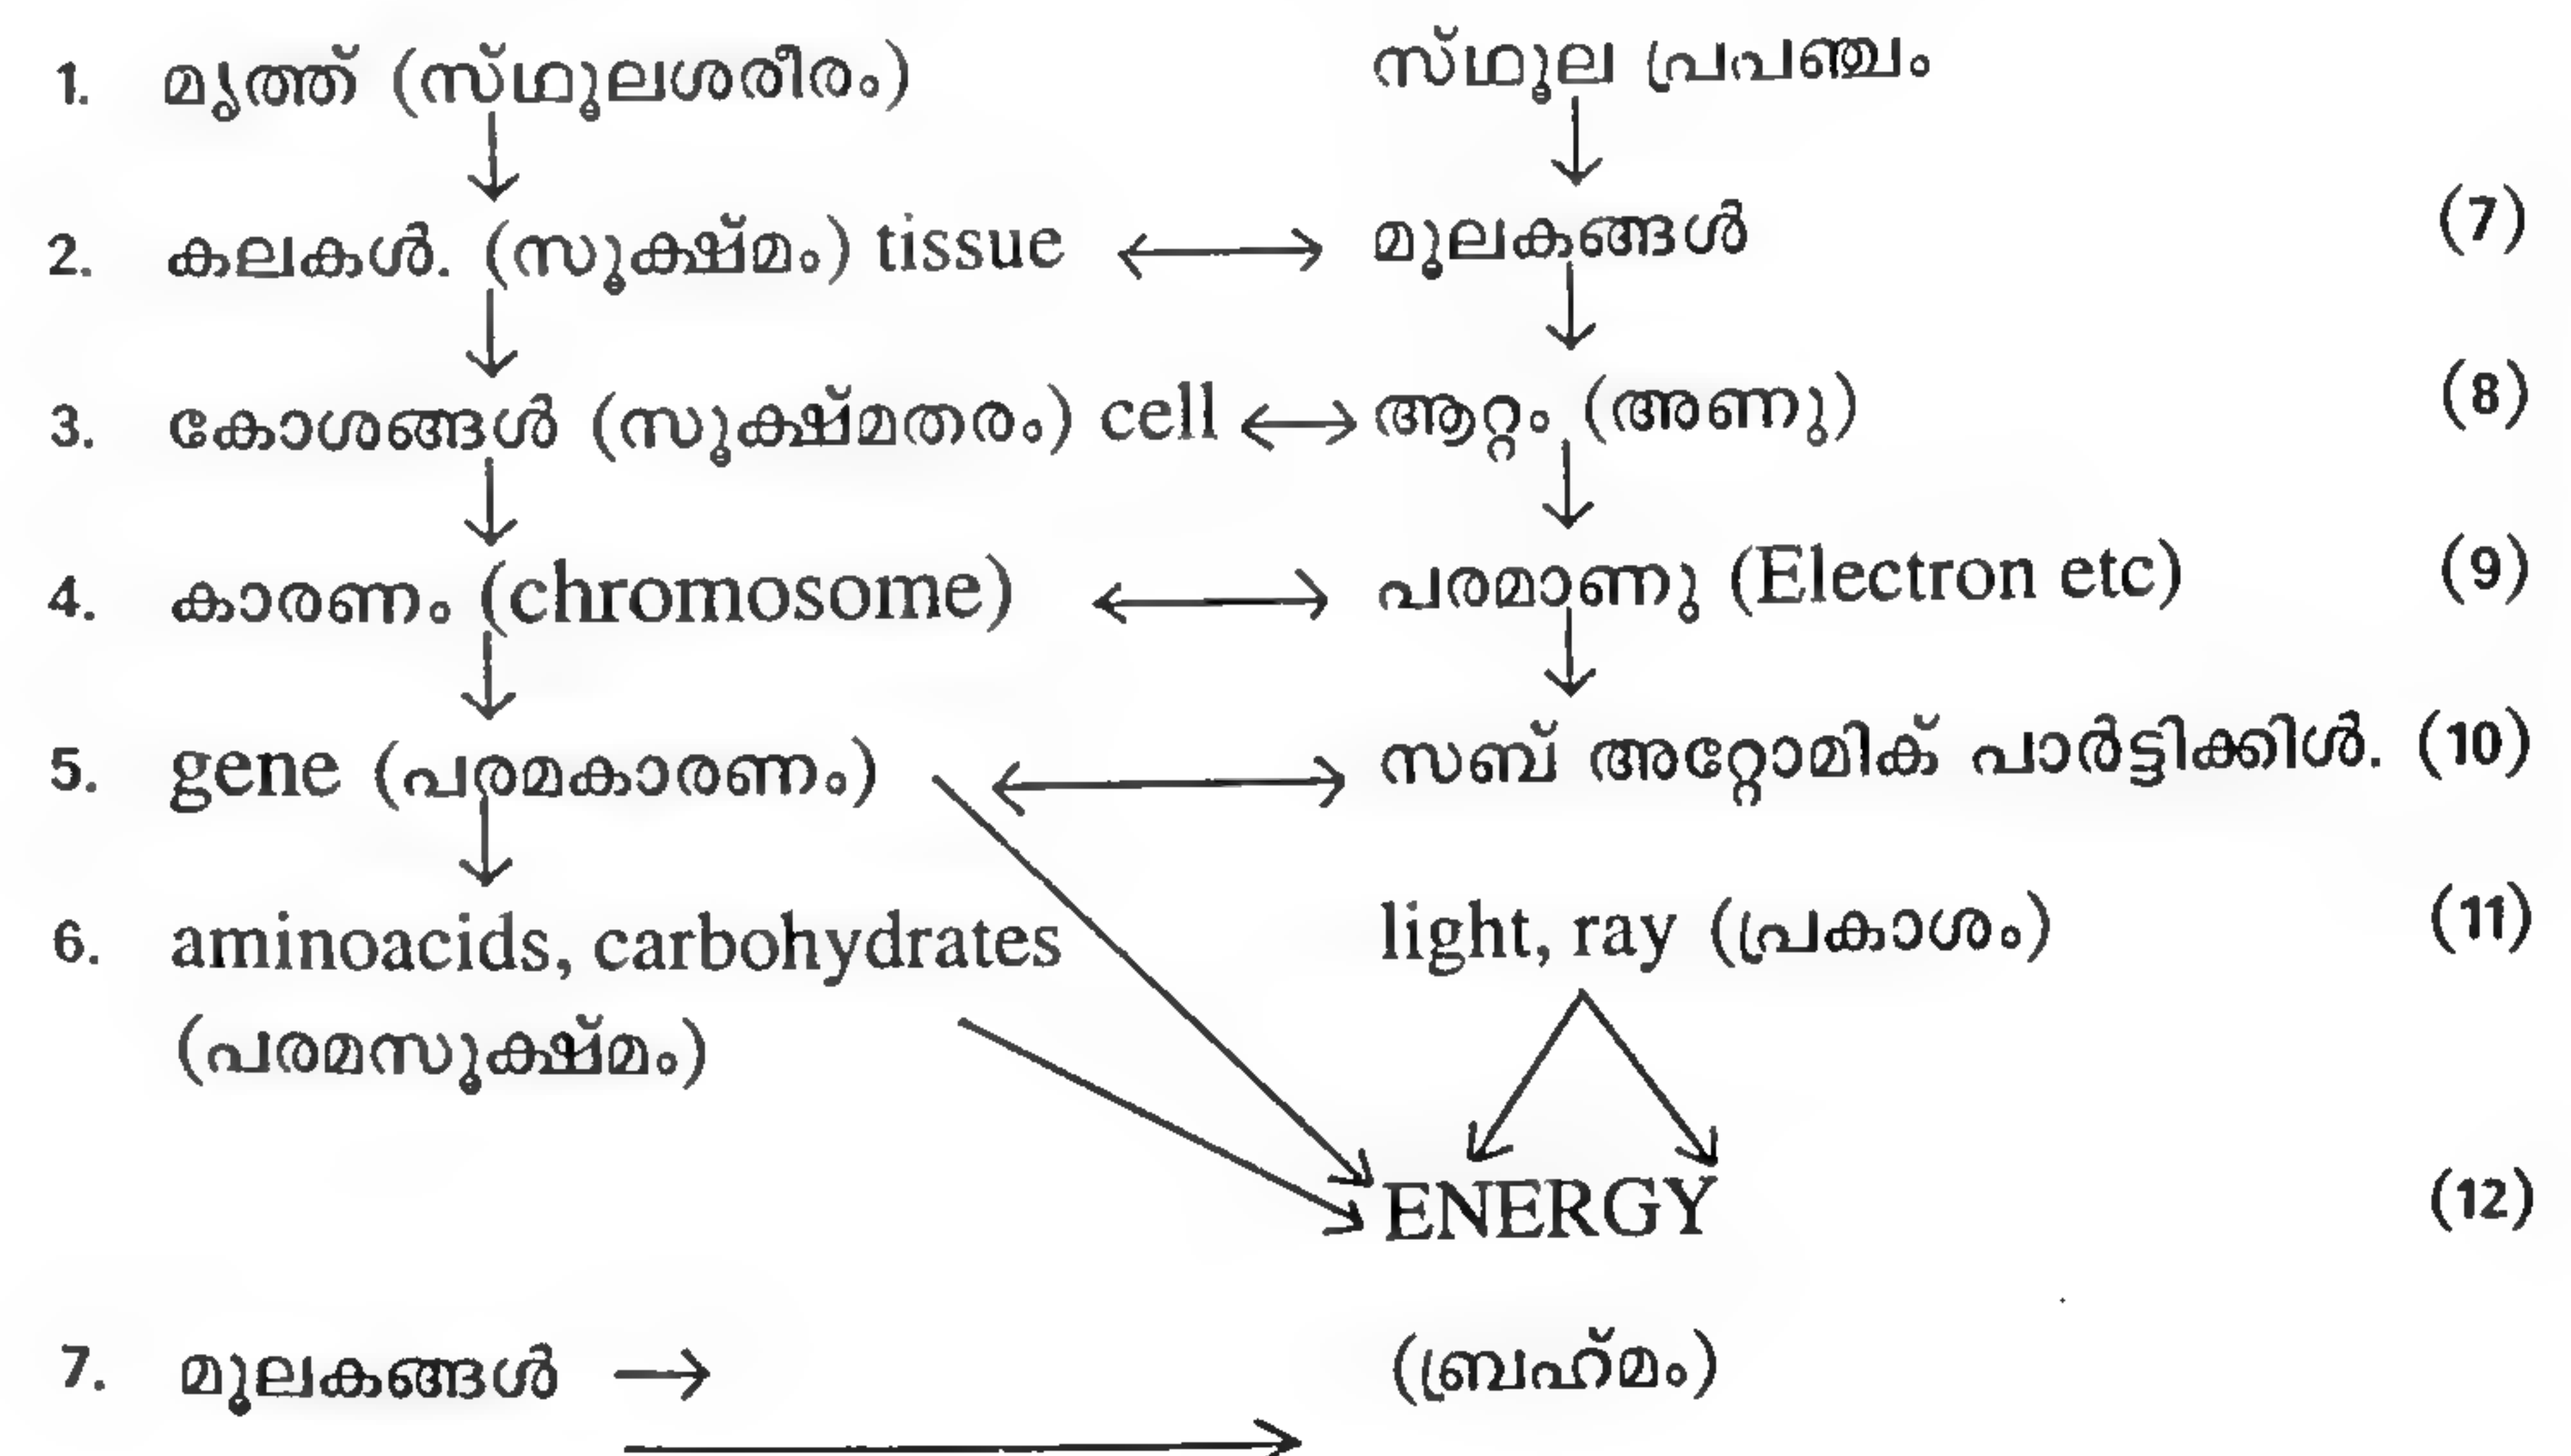 1. മൃത്ത് (സ്ഥൂലശരീരം) സ്ഥൂല പ്രപഞ്ചം
2. കലകൾ. (സൂക്ഷ്മം) tissue ⟷ മൂലകങ്ങൾ (7)
3. കോശങ്ങൾ (സൂക്ഷ്മതരം) cell ⟷ ആറ്റം (അണു) (8)
4. കാരണം (chromosome) ⟷ പരമാണു (Electron etc) (9)
5. gene (പരമകാരണം) ⟷ സബ് അറ്റോമിക് പാർട്ടിക്കിൾ. (10)
6. aminoacids, carbohydrates light, ray (പ്രകാശം) (11)
(പരമസൂക്ഷ്മം)
ENERGY (12)
7. മൂലകങ്ങൾ → (ബ്രഹ്മം)